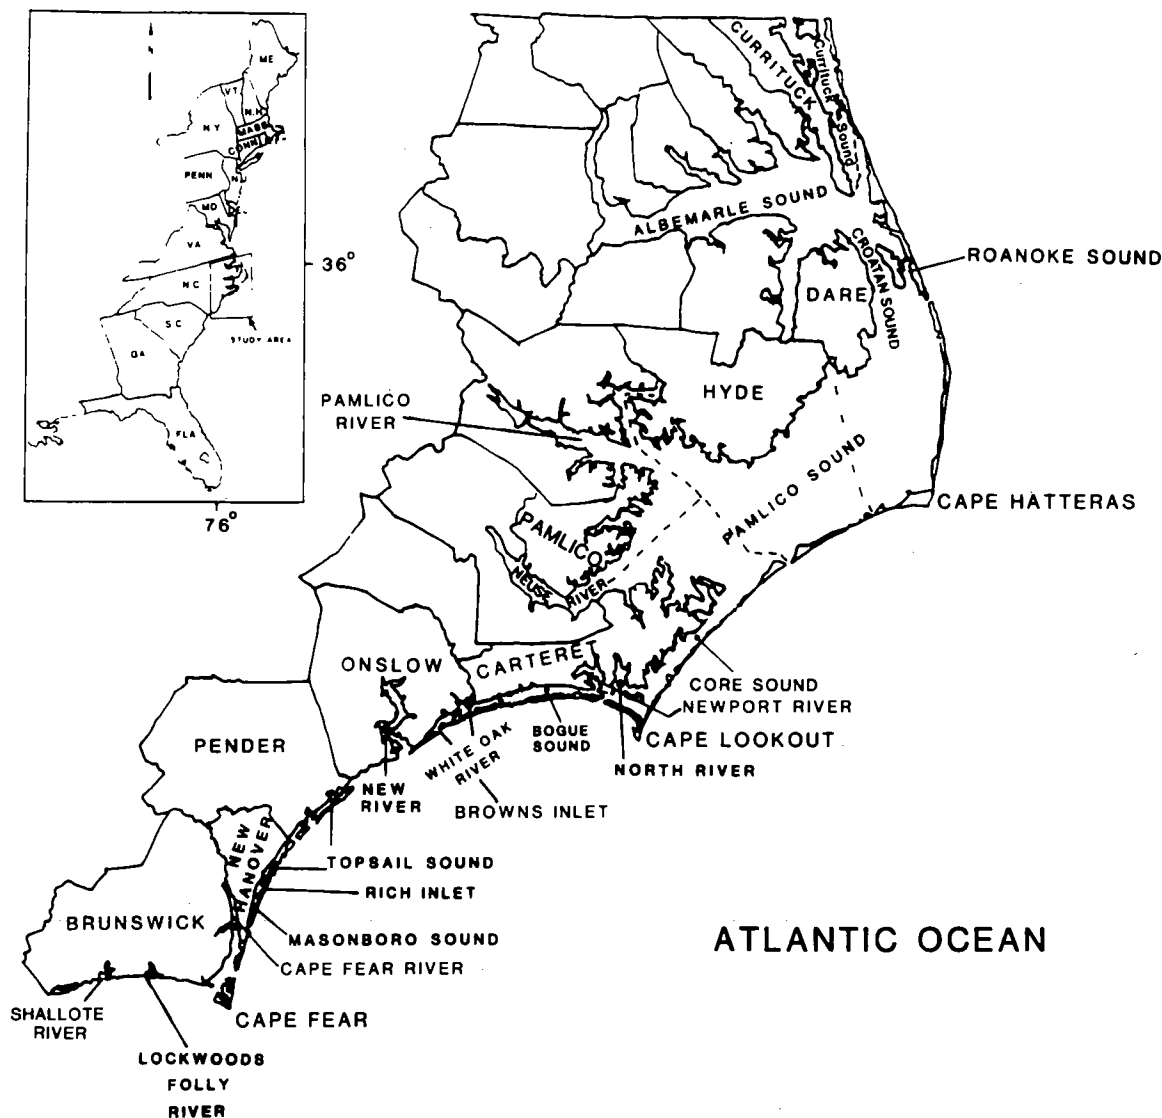 ME
VT.
N.H.
N.Y
MASS
CONN
PENN
NJ
MD
DE.
VA
NC
SC
GA
STUDY AREA
FLA
36°
76°
CURRITUCK
Currituck Sound
ALBEMARLE SOUND
CROATAN SOUND
ROANOKE SOUND
DARE
HYDE
PAMLICO
RIVER
PAMLICO SOUND
CAPE HATTERAS
PAMLICO
NEUSE RIVER
CARTERET
ONSLOW
CORE SOUND
NEWPORT RIVER
CAPE LOOKOUT
NORTH RIVER
BOGUE
SOUND
WHITE OAK
RIVER
BROWNS INLET
NEW
RIVER
PENDER
NEW
HANOVER
TOPSAIL SOUND
RICH INLET
BRUNSWICK
MASONBORO SOUND
CAPE FEAR RIVER
ATLANTIC OCEAN
SHALLOTE
RIVER
CAPE FEAR
LOCKWOODS
FOLLY
RIVER